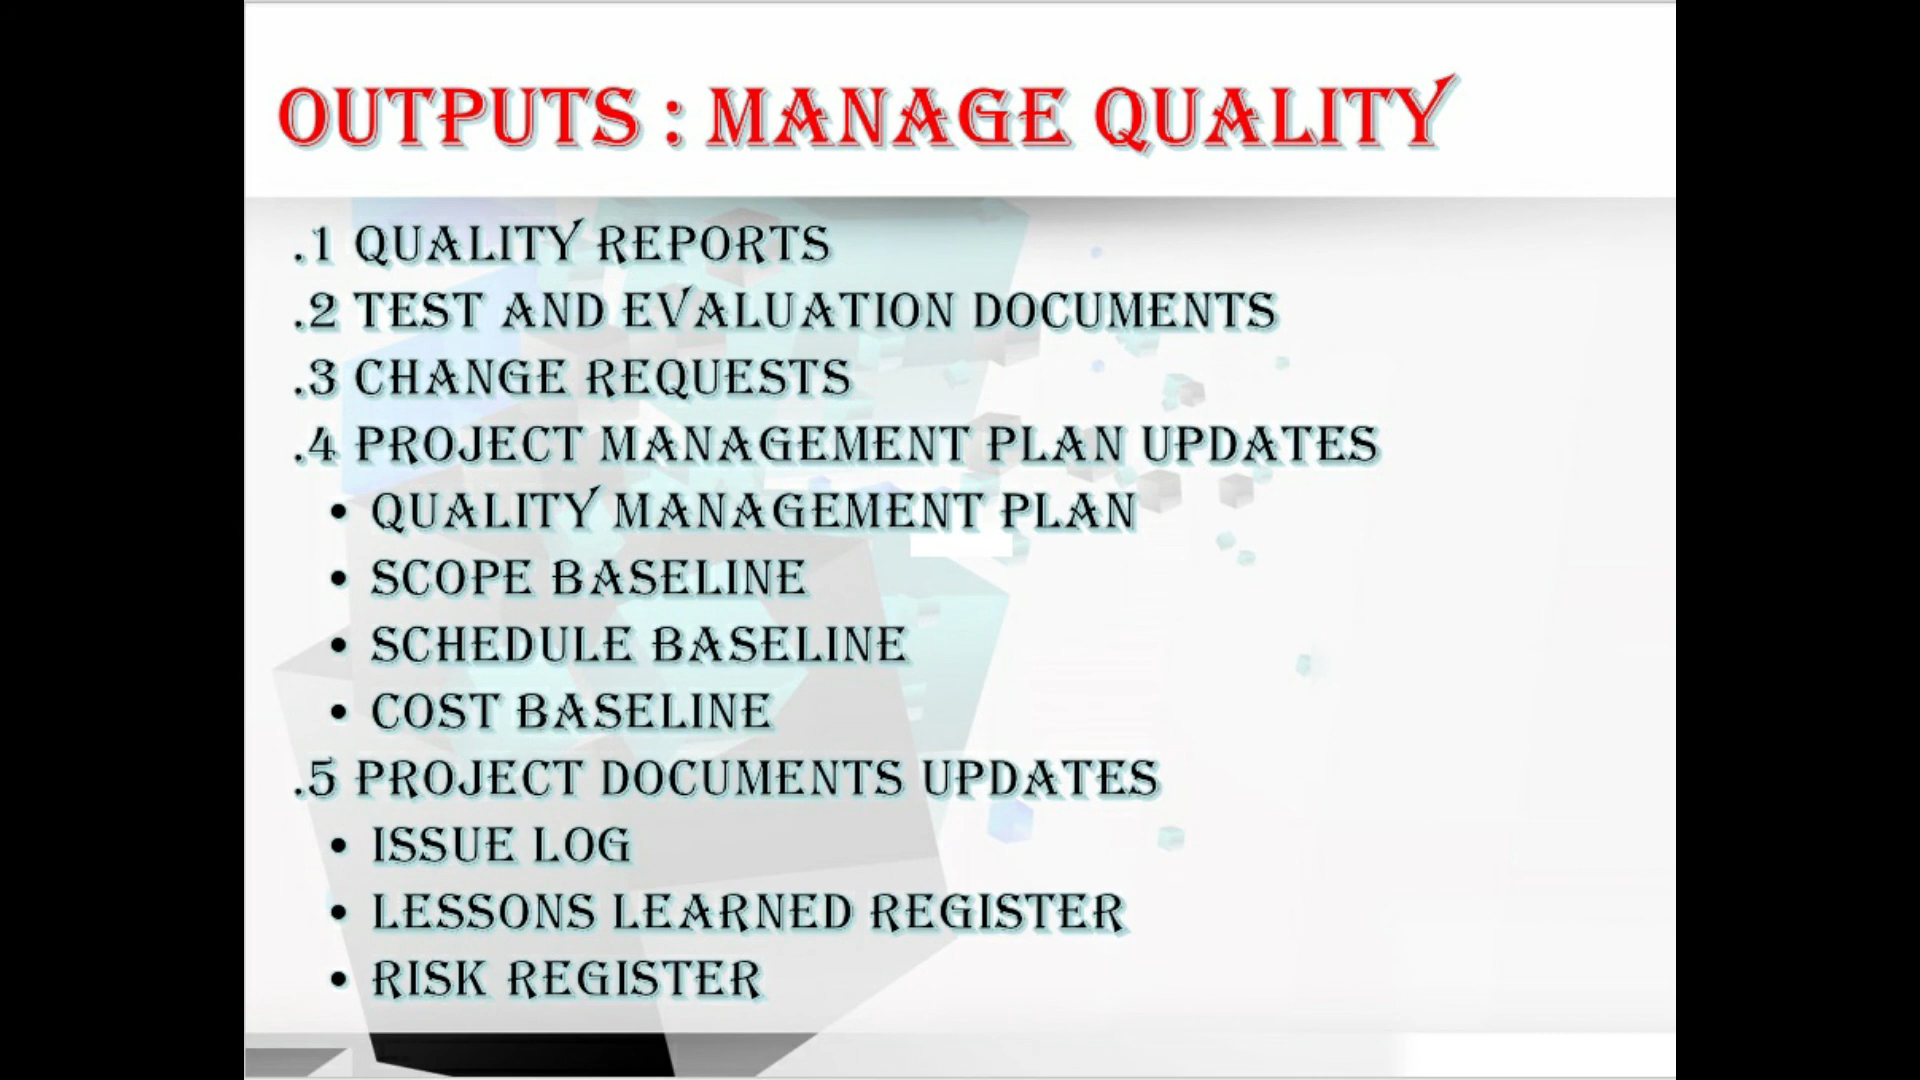 OUTPUTS : MANAGE QUALITY
.1 QUALITY REPORTS
.2 TEST AND EVALUATION DOCUMENTS
.3 CHANGE REQUESTS
.4 PROJECT MANAGEMENT PLAN UPDATES
• QUALITY MANAGEMENT PLAN
• SCOPE BASELINE
• SCHEDULE BASELINE
• COST BASELINE
.5 PROJECT DOCUMENTS UPDATES
• ISSUE LOG
• LESSONS LEARNED REGISTER
• RISK REGISTER